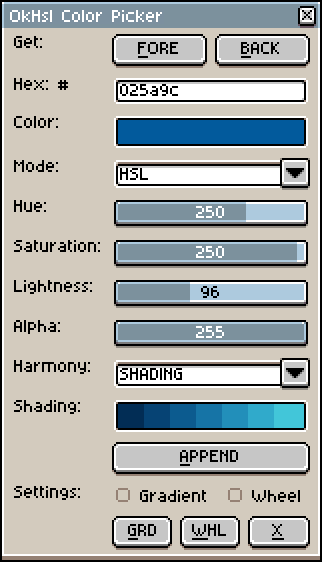 OkHsl Color Picker
Get: FORE BACK
Hex: # 025a9c
Color:
Mode: HSL
Hue: 250
Saturation: 250
Lightness: 96
Alpha: 255
Harmony: SHADING
Shading:
APPEND
Settings: Gradient Wheel
GRD WHL X